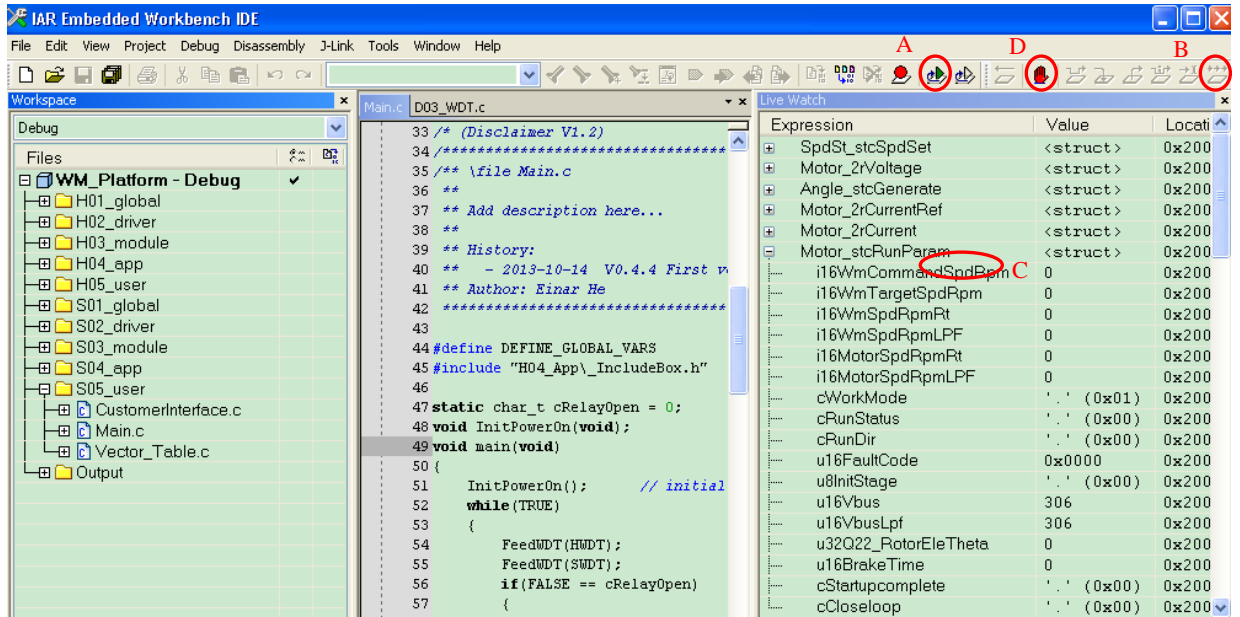 IAR Embedded Workbench IDE
File Edit View Project Debug Disassembly J-Link Tools Window Help
A D B
Workspace
Debug
Files
WM_Platform - Debug
H01_global
H02_driver
H03_module
H04_app
H05_user
S01_global
S02_driver
S03_module
S04_app
S05_user
CustomerInterface.c
Main.c
Vector_Table.c
Output
Main.c D03_WDT.c
33 /* (Disclaimer V1.2)
34 /*********************************
35 /** \file Main.c
36 **
37 ** Add description here...
38 **
39 ** History:
40 ** - 2013-10-14 V0.4.4 First v
41 ** Author: Einar He
42 *********************************
43
44 #define DEFINE_GLOBAL_VARS
45 #include "H04_App\_IncludeBox.h"
46
47 static char_t cRelayOpen = 0;
48 void InitPowerOn(void);
49 void main(void)
50 {
51 InitPowerOn(); // initial
52 while(TRUE)
53 {
54 FeedWDT(HWDT);
55 FeedWDT(SWDT);
56 if(FALSE == cRelayOpen)
57 {
Live Watch
Expression Value Locati
SpdSt_stcSpdSet <struct> 0x200
Motor_2rVoltage <struct> 0x200
Angle_stcGenerate <struct> 0x200
Motor_2rCurrentRef <struct> 0x200
Motor_2rCurrent <struct> 0x200
Motor_stcRunParam <struct> 0x200
i16WmCommandSpdRpm C 0 0x200
i16WmTargetSpdRpm 0 0x200
i16WmSpdRpmRt 0 0x200
i16WmSpdRpmLPF 0 0x200
i16MotorSpdRpmRt 0 0x200
i16MotorSpdRpmLPF 0 0x200
cWorkMode '.' (0x01) 0x200
cRunStatus '.' (0x00) 0x200
cRunDir '.' (0x00) 0x200
u16FaultCode 0x0000 0x200
u8InitStage '.' (0x00) 0x200
u16Vbus 306 0x200
u16VbusLpf 306 0x200
u32Q22_RotorEleTheta 0 0x200
u16BrakeTime 0 0x200
cStartupcomplete '.' (0x00) 0x200
cCloseloop '.' (0x00) 0x200